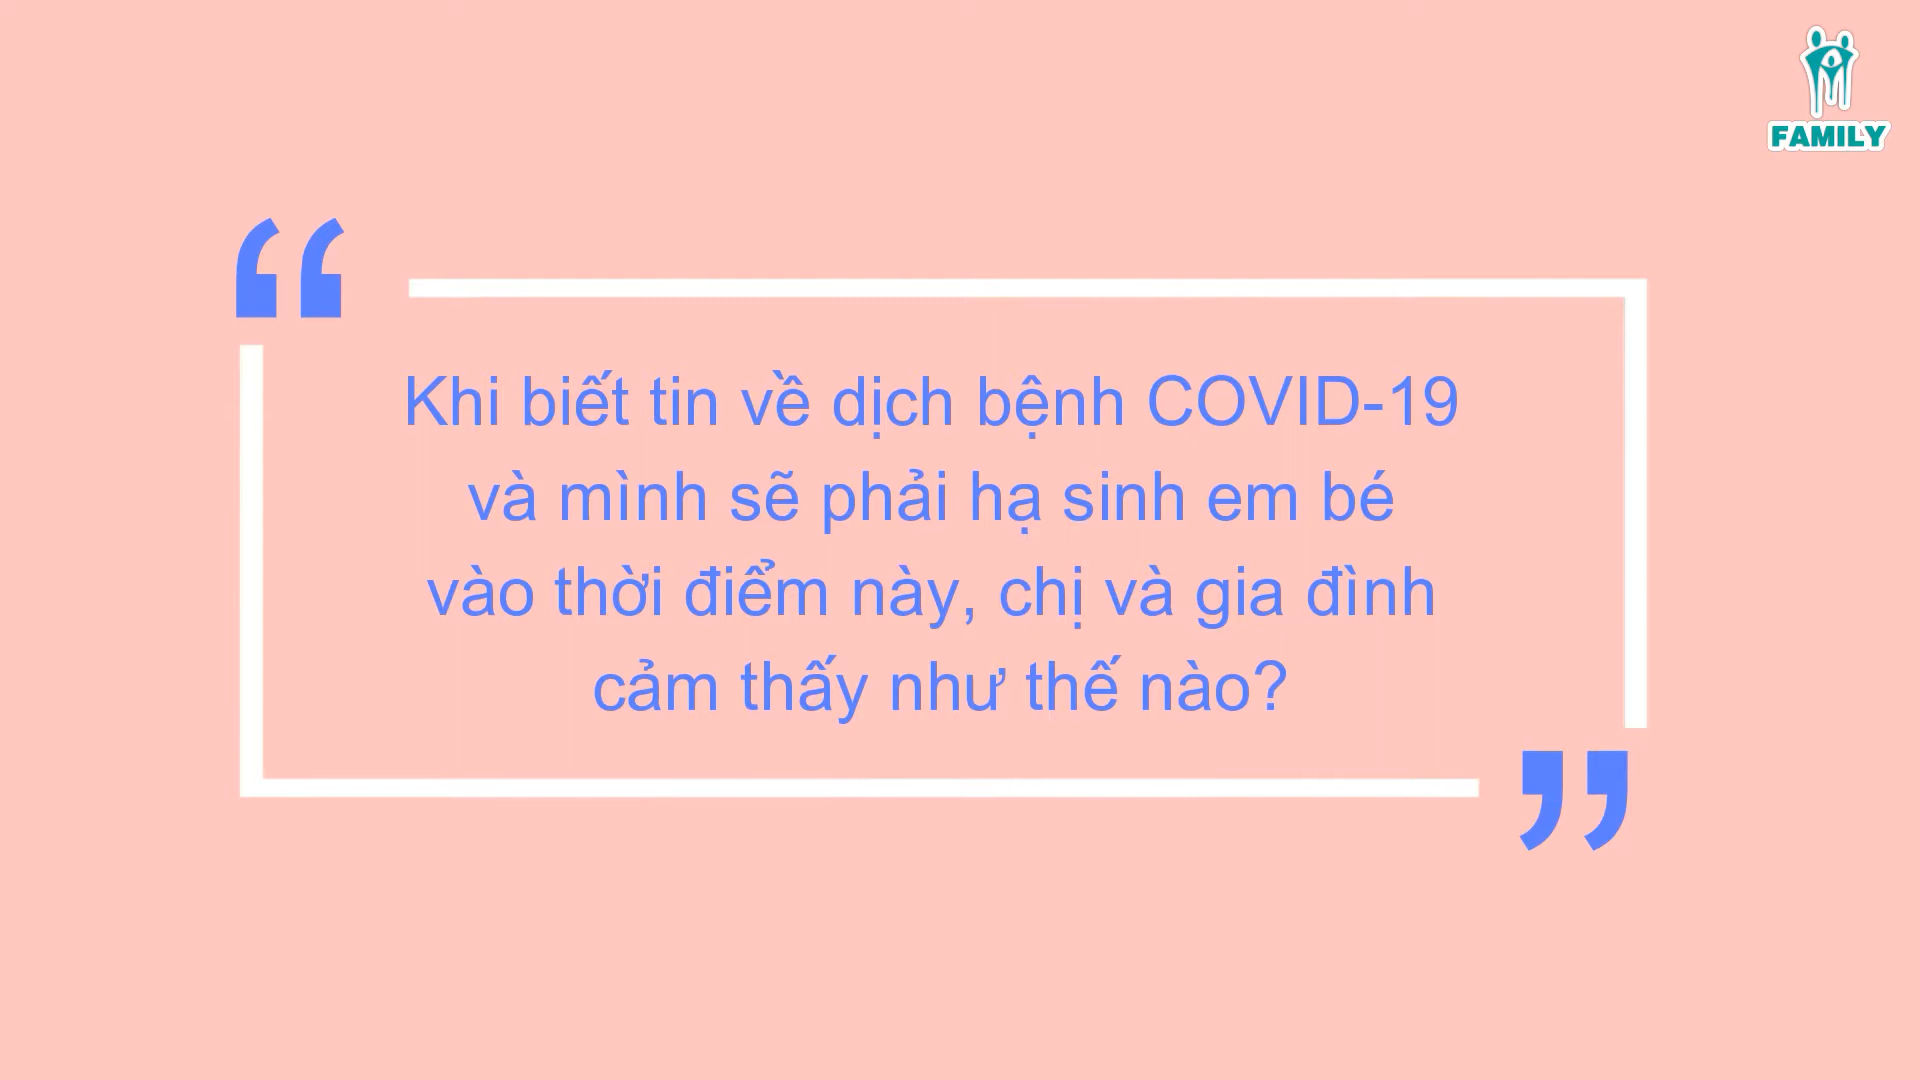 FAMILY
Khi biết tin về dịch bệnh COVID-19
và mình sẽ phải hạ sinh em bé
vào thời điểm này, chị và gia đình
cảm thấy như thế nào?